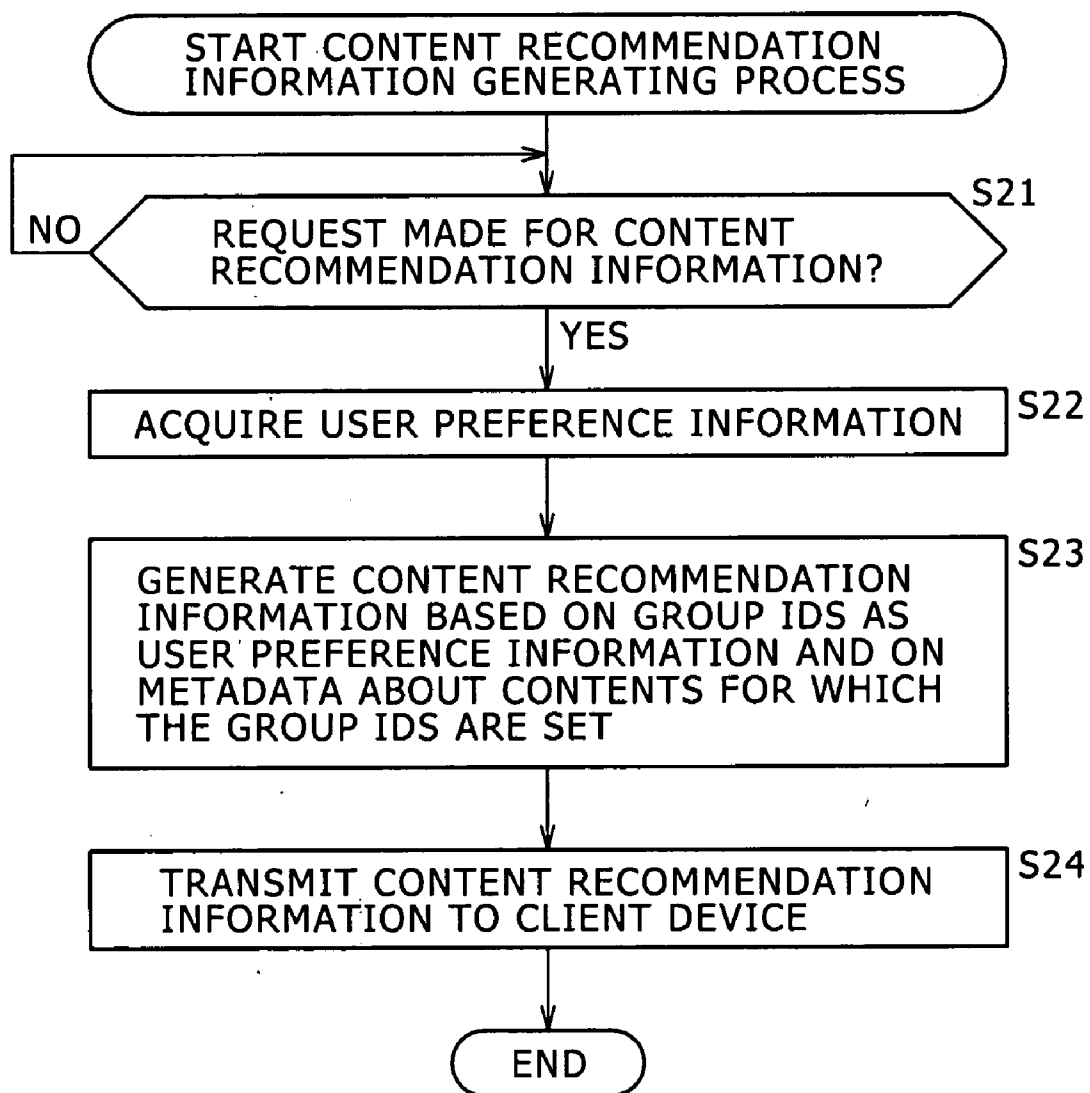 START CONTENT RECOMMENDATION
INFORMATION GENERATING PROCESS
S21
NO
REQUEST MADE FOR CONTENT
RECOMMENDATION INFORMATION?
YES
S22
ACQUIRE USER PREFERENCE INFORMATION
S23
GENERATE CONTENT RECOMMENDATION
INFORMATION BASED ON GROUP IDS AS
USER PREFERENCE INFORMATION AND ON
METADATA ABOUT CONTENTS FOR WHICH
THE GROUP IDS ARE SET
S24
TRANSMIT CONTENT RECOMMENDATION
INFORMATION TO CLIENT DEVICE
END